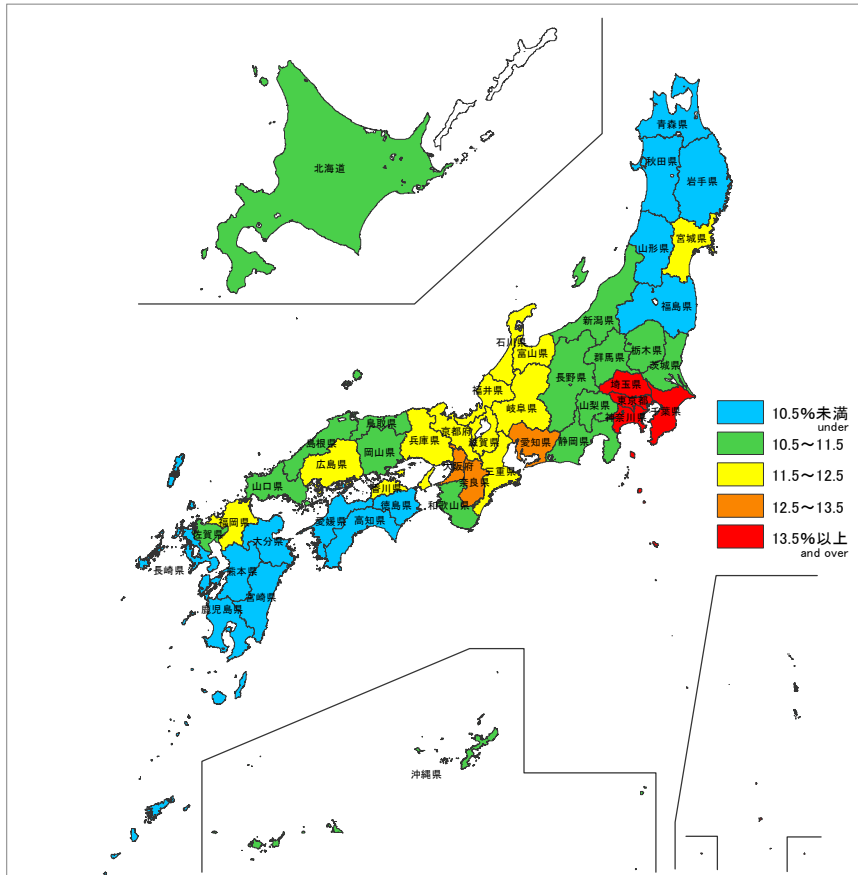 北海道
青森県
秋田県
岩手県
宮城県
山形県
福島県
新潟県
石川県
富山県
栃木県
群馬県
茨城県
長野県
埼玉県
福井県
岐阜県
山梨県
東京都
千葉県
神奈川県
静岡県
愛知県
鳥取県
島根県
岡山県
兵庫県
京都府
滋賀県
広島県
大阪府
奈良県
三重県
山口県
香川県
和歌山県
徳島県
愛媛県
高知県
福岡県
佐賀県
大分県
長崎県
熊本県
宮崎県
鹿児島県
沖縄県
10.5%未満
under
10.5~11.5
11.5~12.5
12.5~13.5
13.5%以上
and over